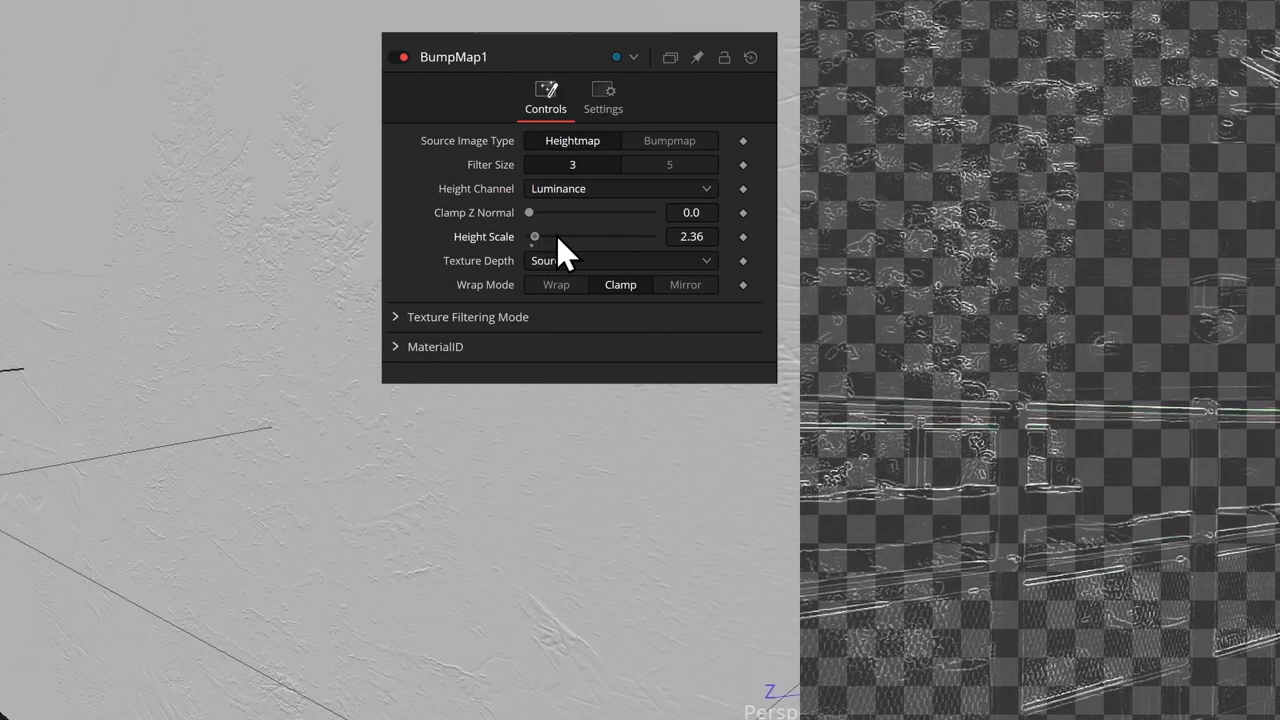 BumpMap1
Controls Settings
Source Image Type Heightmap Bumpmap
Filter Size 3 5
Height Channel Luminance
Clamp Z Normal 0.0
Height Scale 2.36
Texture Depth
Wrap Mode Wrap Clamp Mirror
Texture Filtering Mode
MaterialID
Z